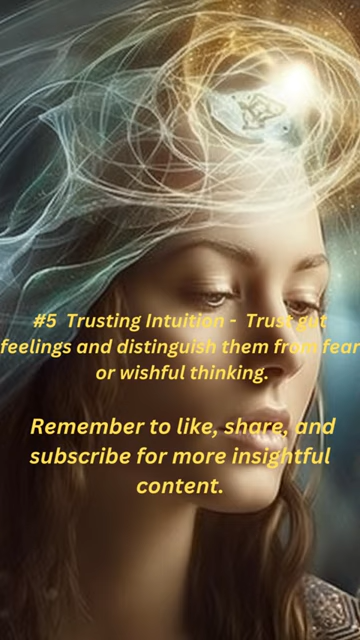 #5 Trusting Intuition - Trust gut
feelings and distinguish them from fear
or wishful thinking.
Remember to like, share, and
subscribe for more insightful
content.